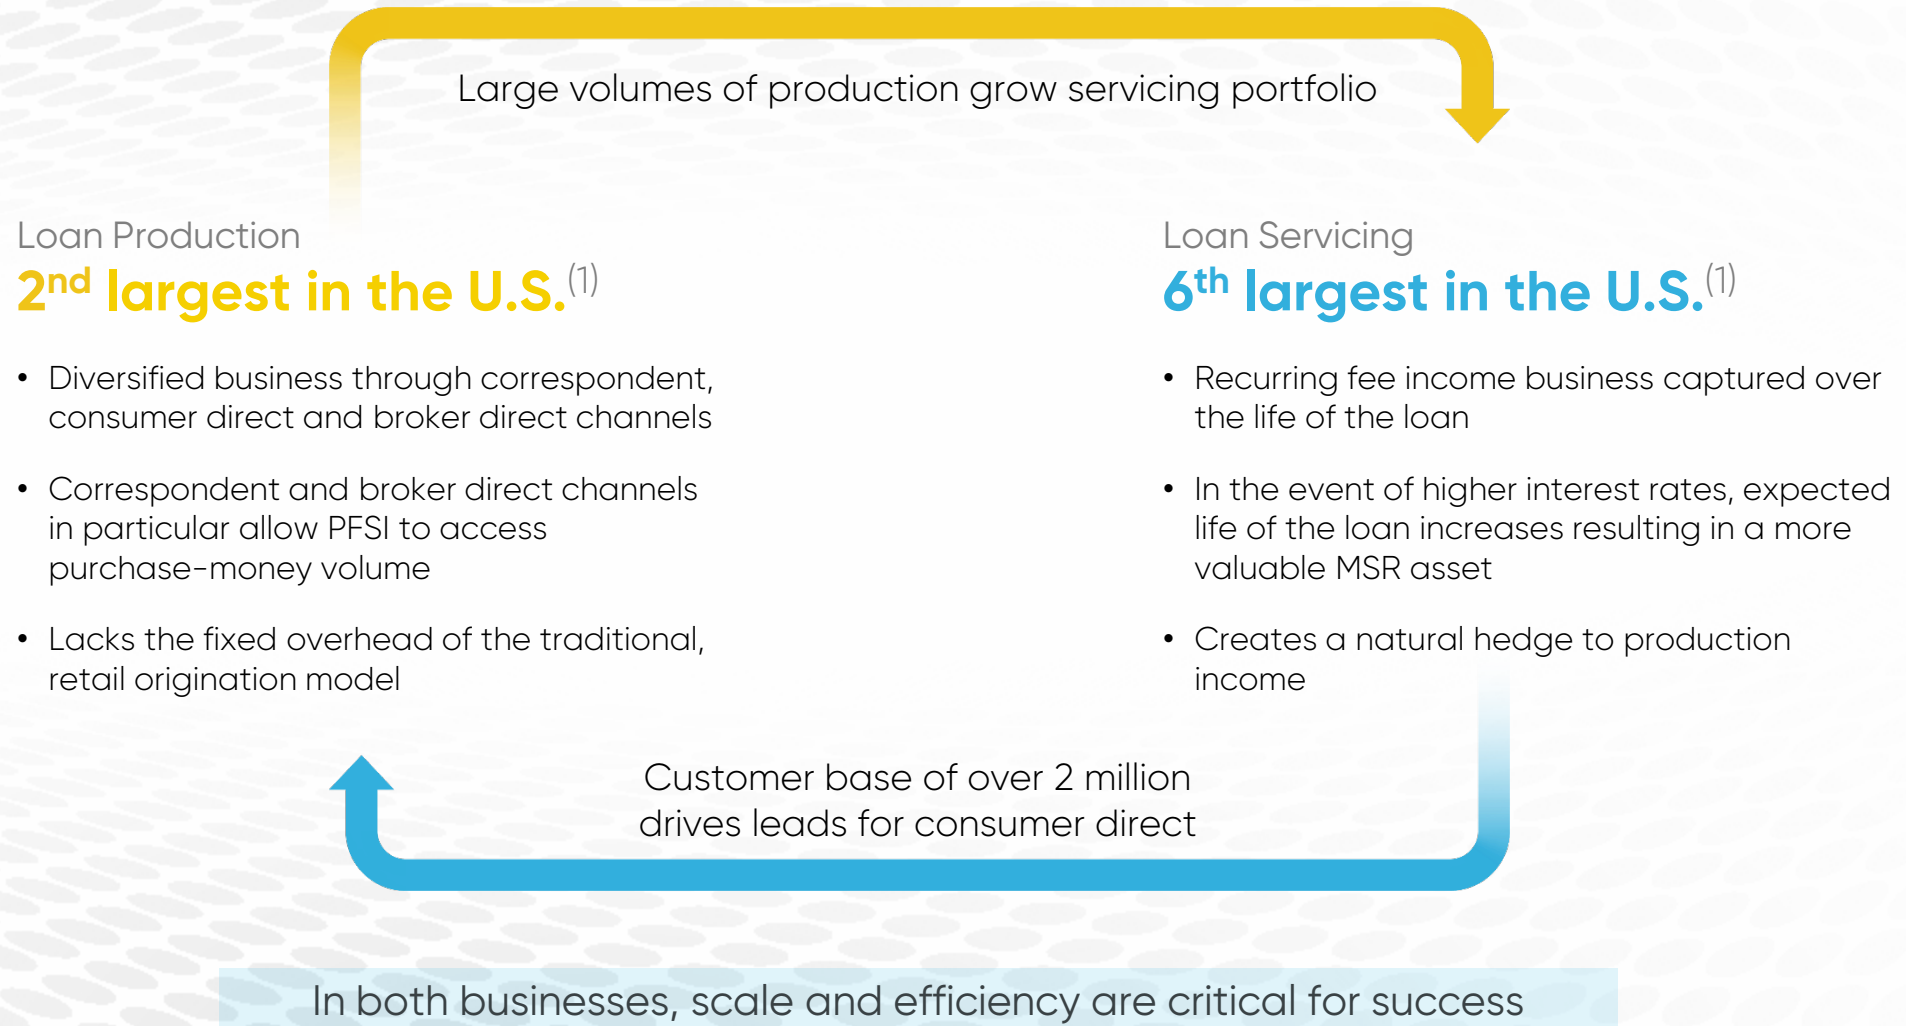 Large volumes of production grow servicing portfolio
Loan Production
2nd largest in the U.S.(1)
• Diversified business through correspondent,
consumer direct and broker direct channels
• Correspondent and broker direct channels
in particular allow PFSI to access
purchase-money volume
• Lacks the fixed overhead of the traditional,
retail origination model
Loan Servicing
6th largest in the U.S.(1)
• Recurring fee income business captured over
the life of the loan
• In the event of higher interest rates, expected
life of the loan increases resulting in a more
valuable MSR asset
• Creates a natural hedge to production
income
Customer base of over 2 million
drives leads for consumer direct
In both businesses, scale and efficiency are critical for success